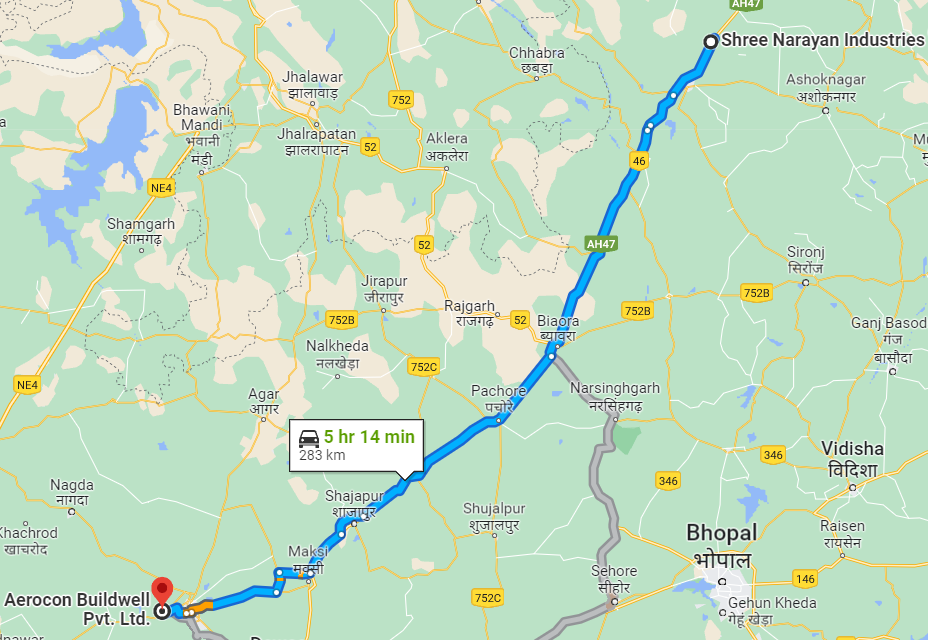 AH47
Shree Narayan Industries
Chhabra
छबड़ा
Ashoknagar
अशोकनगर
Jhalawar
झालावाड़
752
Bhawani
Mandi
भवानी
मंडी
Jhalrapatan
झालरापाटन
52
Aklera
अकलेरा
46
NE4
Shamgarh
शामगढ़
52
AH47
Sironj
सिरोंज
Jirapur
जीरापुर
752B
Rajgarh
राजगढ़
52
Biaora
ब्यावरा
752B
752B
Ganj Basod
गंज
बासौदा
Nalkheda
नलखेड़ा
752C
NE4
Agar
आगर
Pachore
पचोरे
Narsinghgarh
नरसिंहगढ़
5 hr 14 min
283 km
346
Vidisha
विदिशा
346
Nagda
नागदा
Shajapur
शाजापुर
Shujalpur
शुजालपुर
Khachrod
खाचरोद
Bhopal
भोपाल
Raisen
रायसेन
Maksi
मक्सी
Sehore
सीहोर
146
Aerocon Buildwell
Pvt. Ltd.
752C
Gehun Kheda
गेहूं खेड़ा